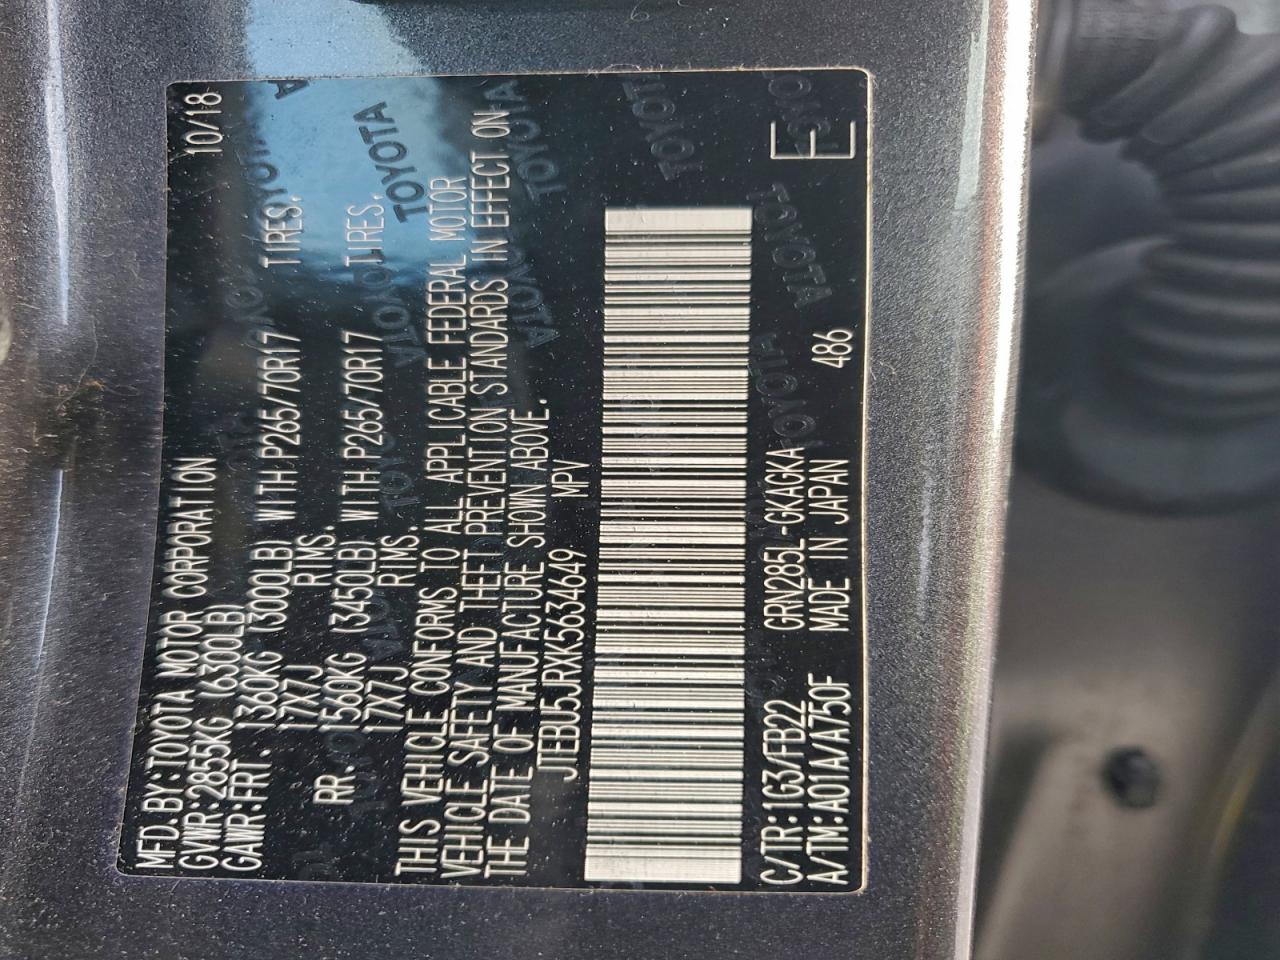 MFD.BY:TOYOTA MOTOR CORPORATION 10/18
GVWR:2855KG (6300LB)
GAWR:FRT. 1360KG (3000LB) WITH P265/70R17 TIRES,
17X7J RIMS.
RR. 1560KG (3450LB) WITH P265/70R17 TIRES,
17X7J RIMS.
THIS VEHICLE CONFORMS TO ALL APPLICABLE FEDERAL MOTOR
VEHICLE SAFETY AND THEFT PREVENTION STANDARDS IN EFFECT ON
THE DATE OF MANUFACTURE SHOWN ABOVE.
JTEBU5JRXK5634649 MPV
C/TR:1G3/FB22 GRN285L-GKAGKA E
A/TM:A01A/A750F MADE IN JAPAN 486